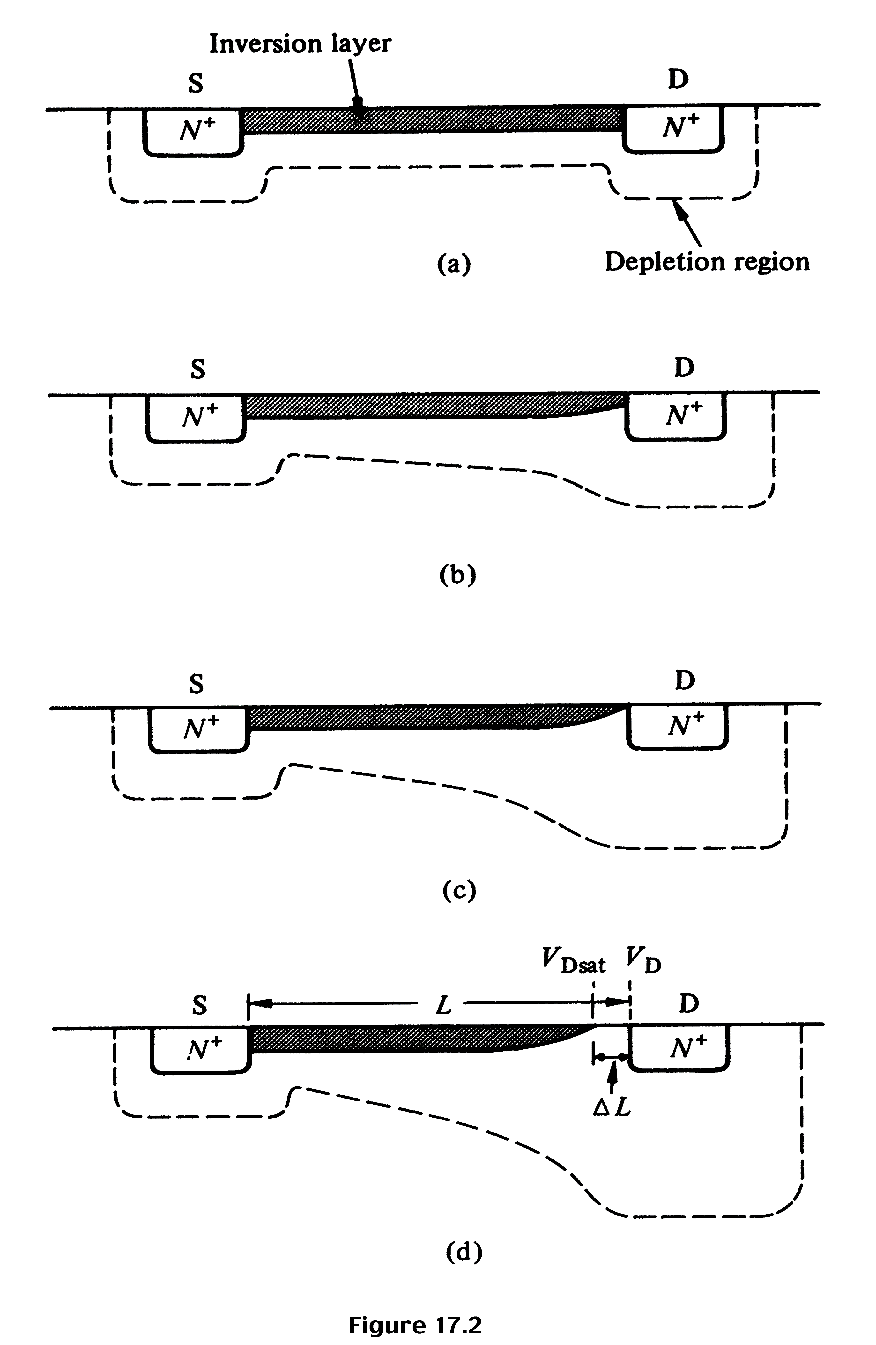 Inversion layer
S D
N+ N+
(a)
Depletion region
S D
N+ N+
(b)
S D
N+ N+
(c)
VDsat VD
S L D
N+ N+
ΔL
(d)
Figure 17.2